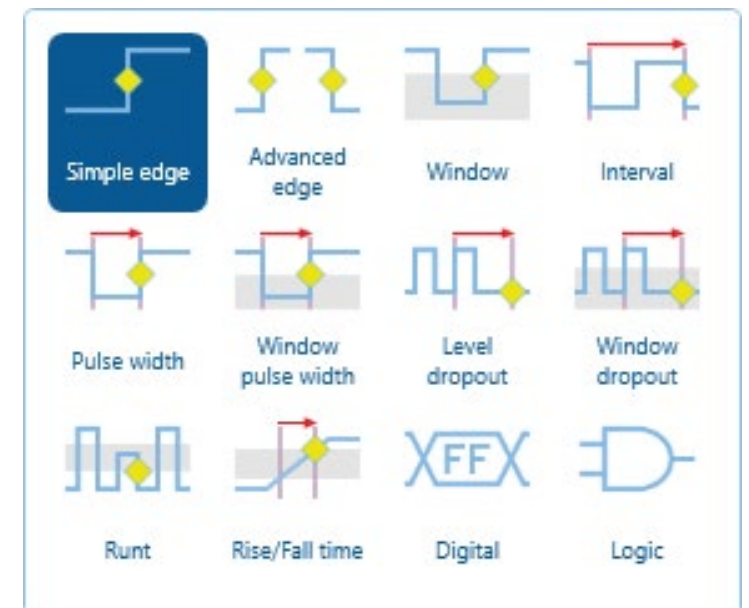 Simple edge
Advanced
edge
Window
Interval
Pulse width
Window
pulse width
Level
dropout
Window
dropout
FF
Runt
Rise/Fall time
Digital
Logic